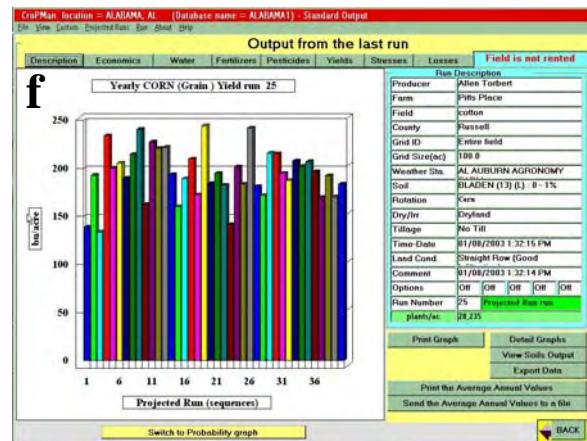 CroPMan location = ALABAMA, AL (Database name = ALABAMA1) - Standard Output
File View Custom Projected Runs Run About Help
Output from the last run
Description Economics Water Fertilizers Pesticides Yields Stresses Losses Field is not rented
f
Yearly CORN (Grain ) Yield run 25
bu/acre
250
200
150
100
50
0
1 6 11 16 21 26 31 36
Projected Run (sequences)
Switch to Probability graph
Run Description
Producer Allen Torbert
Farm Pitts Place
Field cotton
County Russell
Grid ID Entire field
Grid Size(ac) 100.0
Weather Sta. AL AUBURN AGRONOMY
Soil BLADEN (13) (L) : 0 - 1%
Rotation Corn
Dry/Irr Dryland
Tillage No Till
Time-Date 01/08/2003 1:32:15 PM
Land Cond. Straight Row (Good
Comment 01/08/2003 1:32:14 PM
Options Off Off Off Off Off
Run Number 25 Projected Run run
plants/ac 28,235
Print Graph Detail Graphs
View Soils Output
Export Data
Print the Average Annual Values
Send the Average Annual Values to a file
BACK